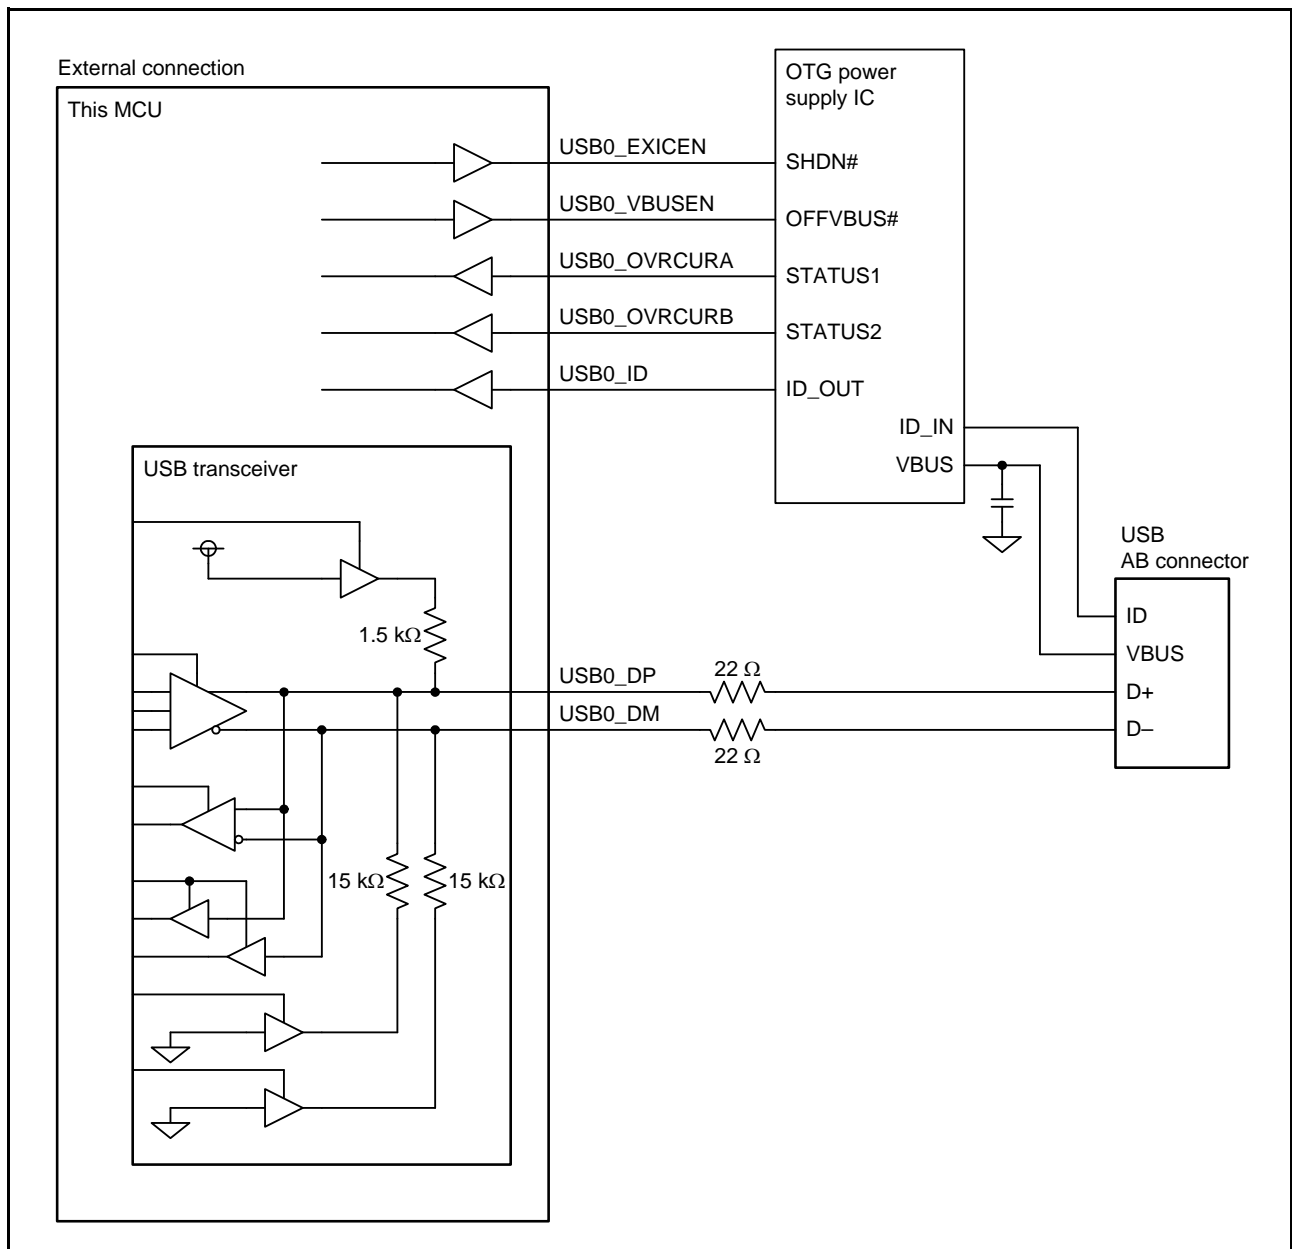 External connection
This MCU
OTG power
supply IC
USB0_EXICEN
SHDN#
USB0_VBUSEN
OFFVBUS#
USB0_OVRCURA
STATUS1
USB0_OVRCURB
STATUS2
USB0_ID
ID_OUT
ID_IN
VBUS
USB transceiver
USB
AB connector
1.5 kΩ
ID
VBUS
USB0_DP
22 Ω
D+
USB0_DM
22 Ω
D–
15 kΩ
15 kΩ